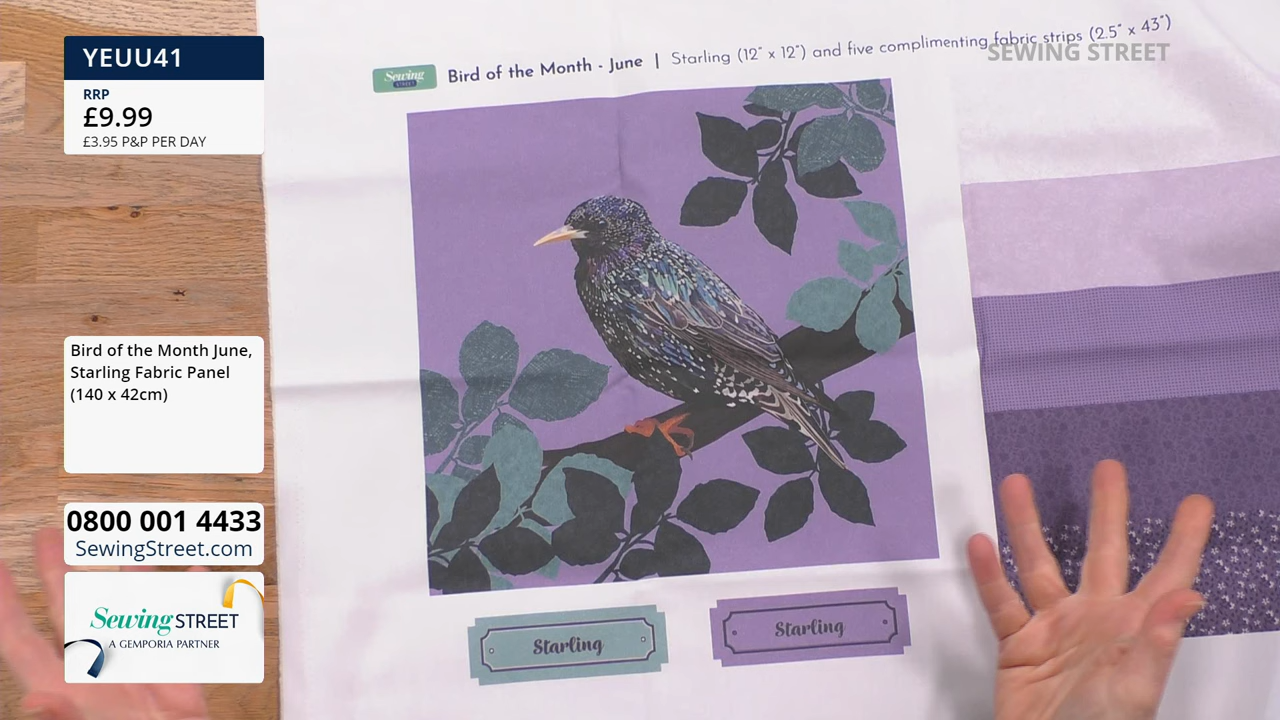 YEUU41
RRP
£9.99
£3.95 P&P PER DAY
Bird of the Month June,
Starling Fabric Panel
(140 x 42cm)
0800 001 4433
SewingStreet.com
Sewing STREET
A GEMPORIA PARTNER
Sewing
STREET
Bird of the Month - June | Starling (12" x 12") and five complimenting fabric strips (2.5" x 43")
SEWING STREET
Starling
Starling